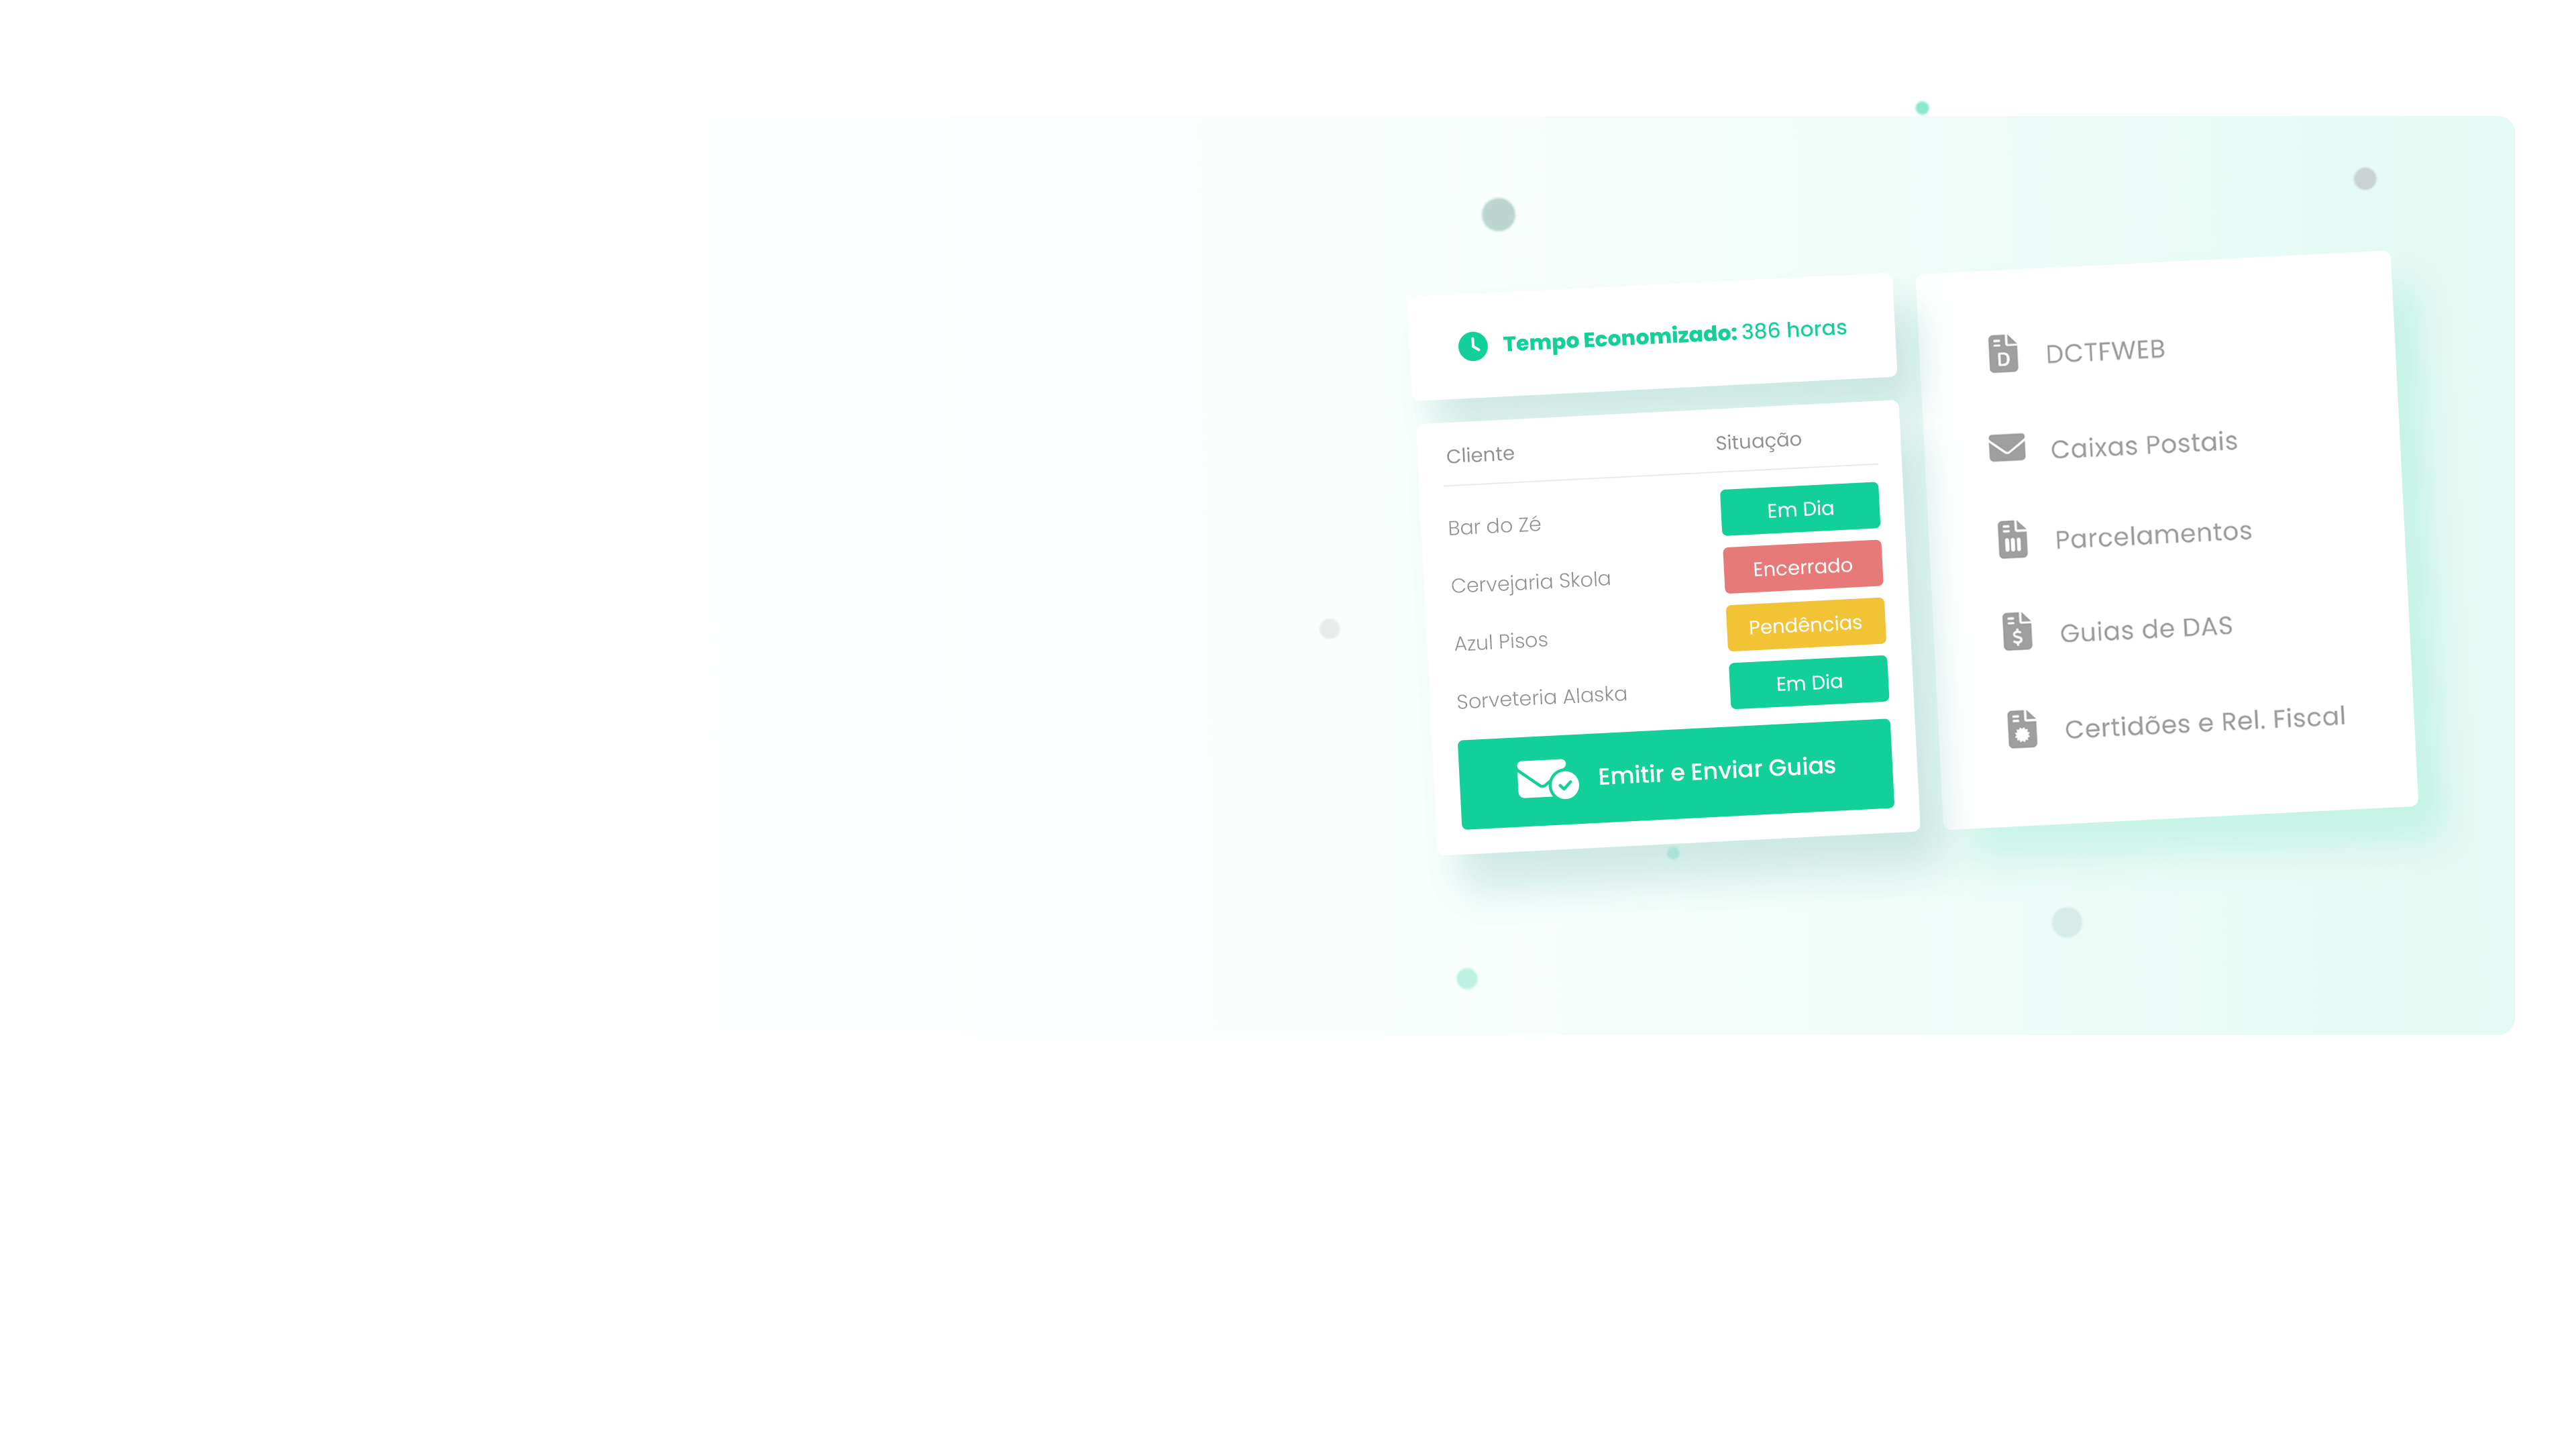 Tempo Economizado: 386 horas
Cliente Situação
Bar do Zé Em Dia
Cervejaria Skola Encerrado
Azul Pisos Pendências
Sorveteria Alaska Em Dia
Emitir e Enviar Guias
DCTFWEB
Caixas Postais
Parcelamentos
Guias de DAS
Certidões e Rel. Fiscal